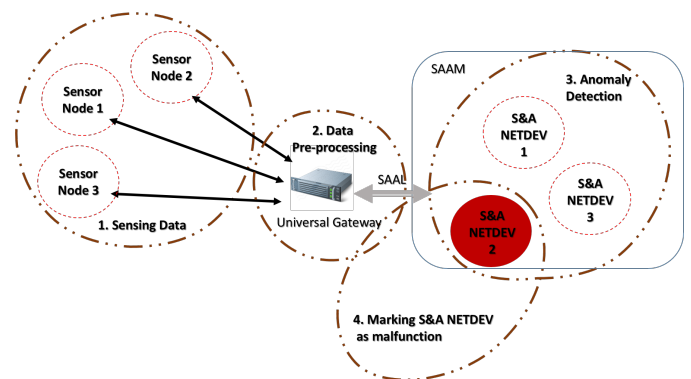 Sensor
Node 1
Sensor
Node 2
Sensor
Node 3
1. Sensing Data
2. Data
Pre-processing
Universal Gateway
SAAL
SAAM
3. Anomaly
Detection
S&A
NETDEV
1
S&A
NETDEV
3
S&A
NETDEV
2
4. Marking S&A NETDEV
as malfunction